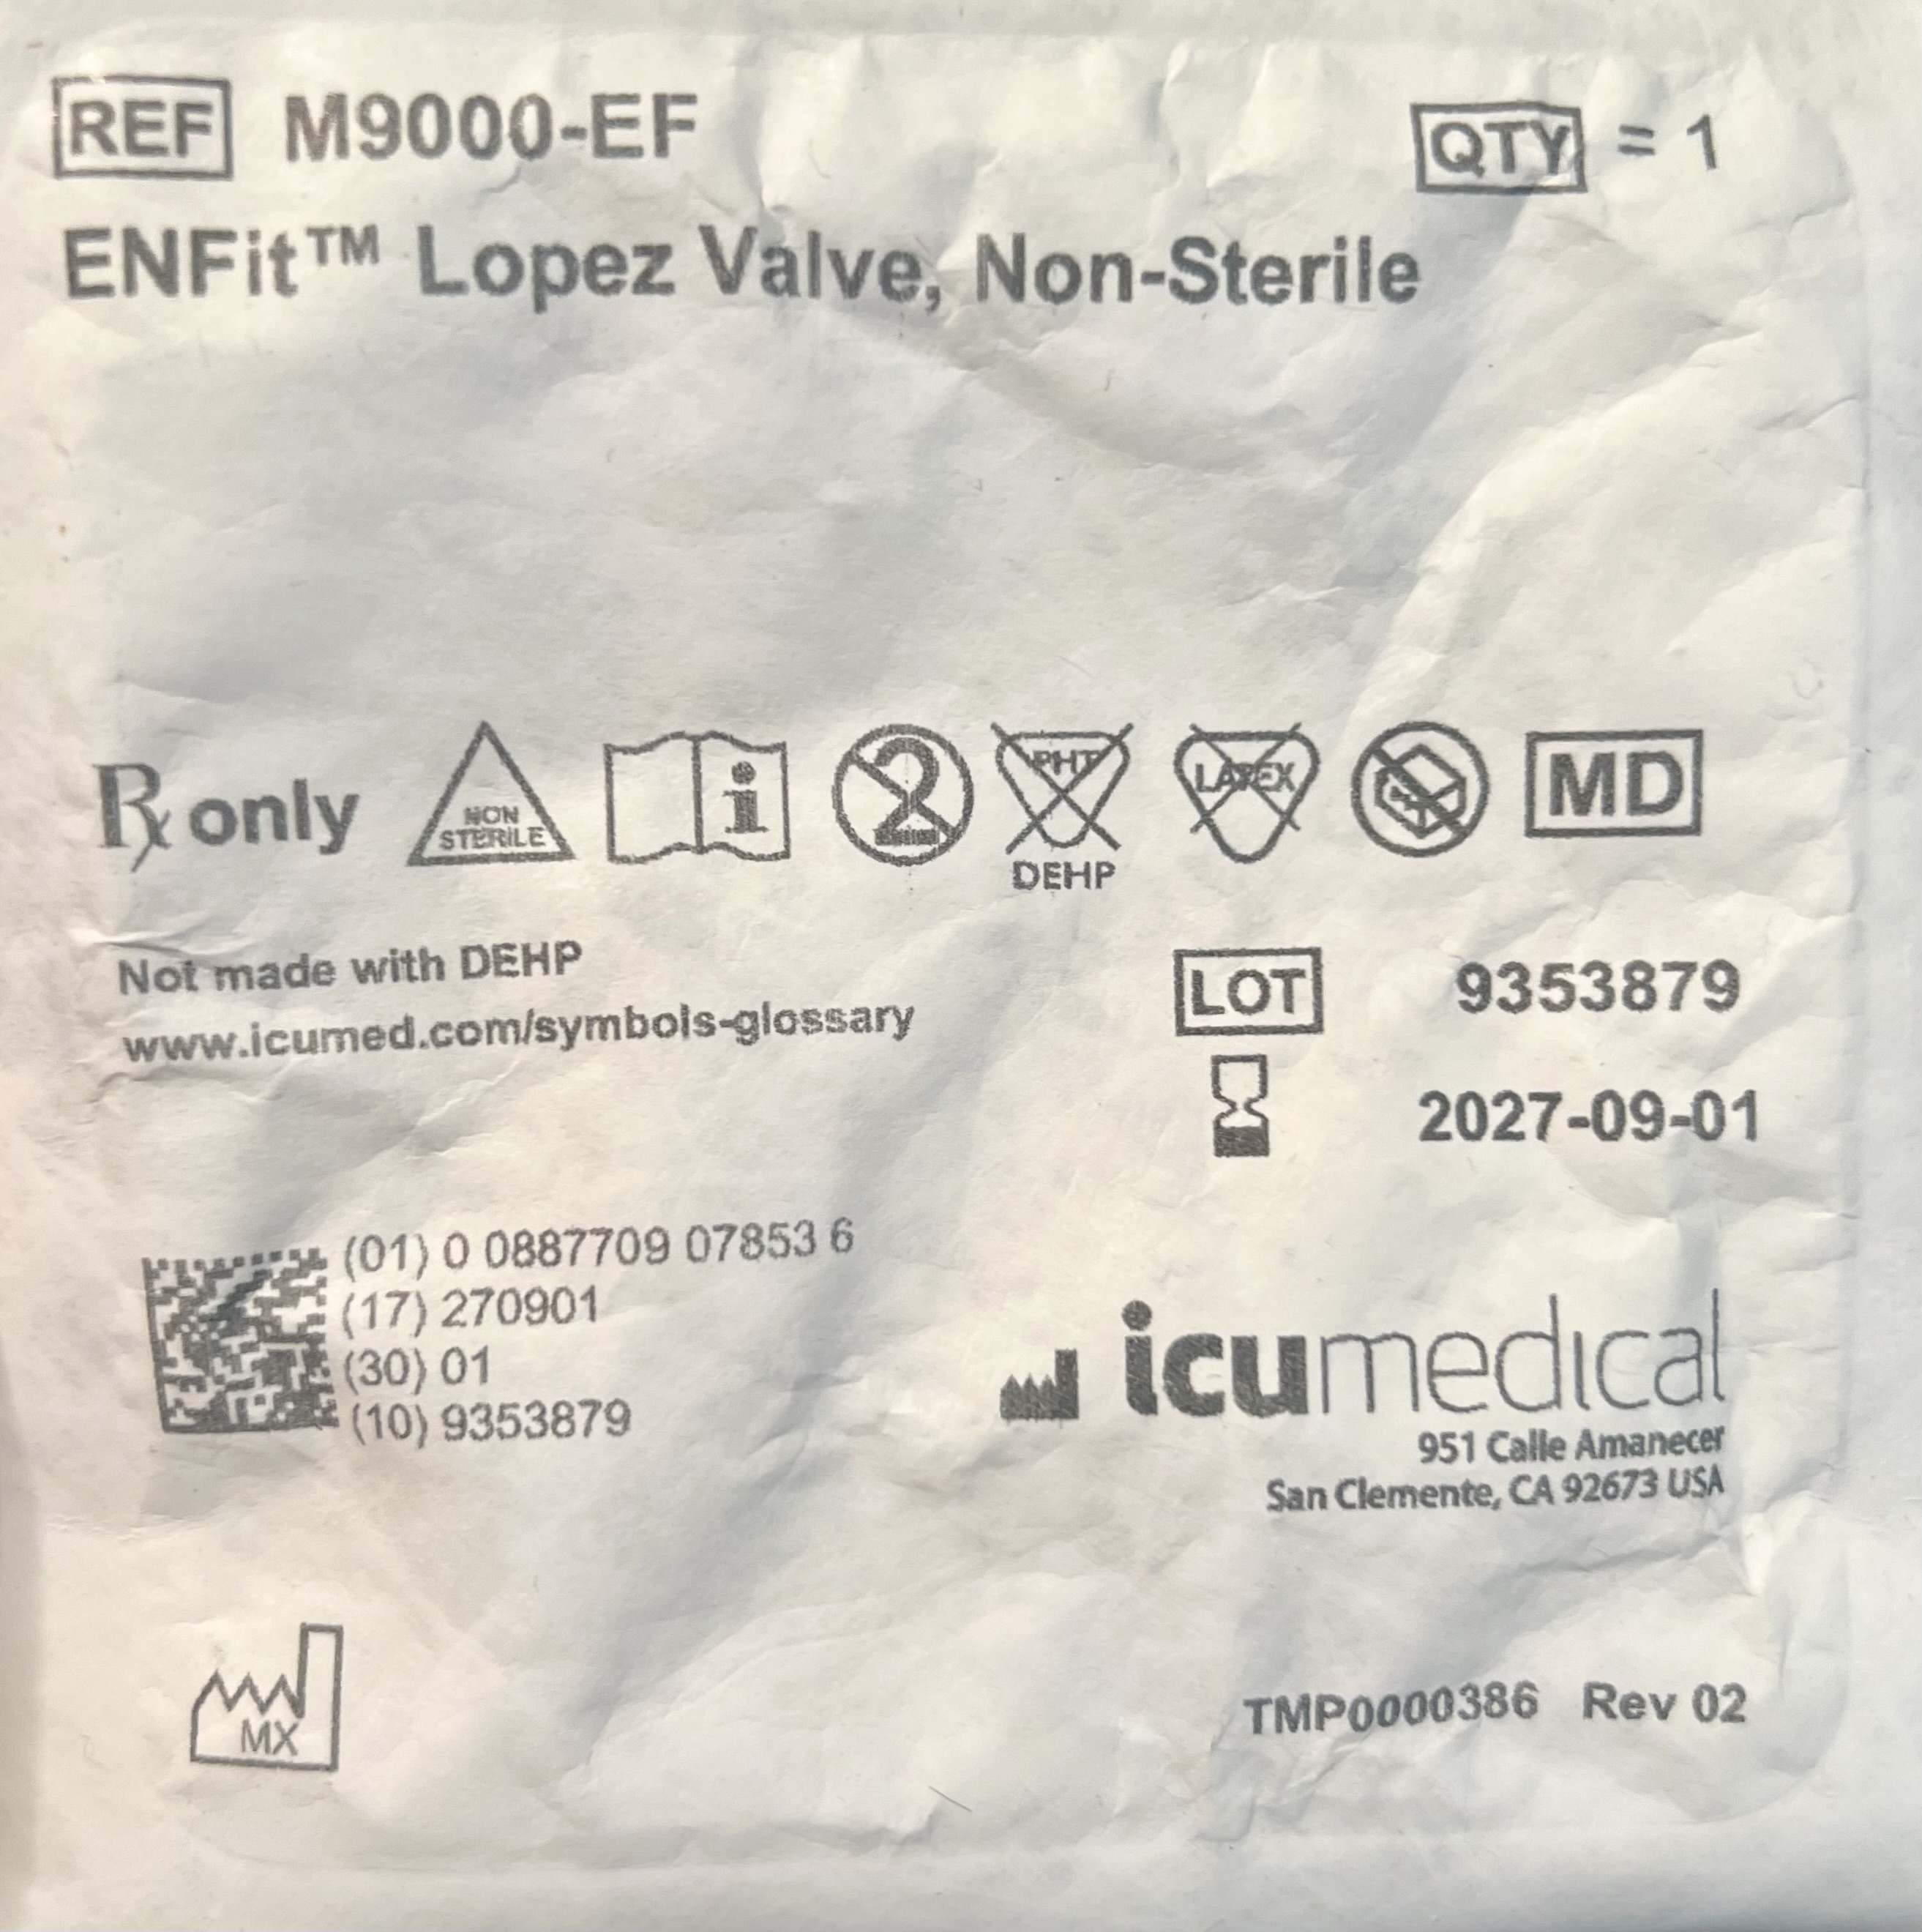 REF M9000-EF
QTY = 1
ENFit™ Lopez Valve, Non-Sterile
Rx only
NON
STERILE
i
2
PHT
DEHP
LATEX
MD
Not made with DEHP
www.icumed.com/symbols-glossary
LOT 9353879
2027-09-01
(01) 0 0887709 07853 6
(17) 270901
(30) 01
(10) 9353879
icumedical
951 Calle Amanecer
San Clemente, CA 92673 USA
MX
TMP0000386 Rev 02